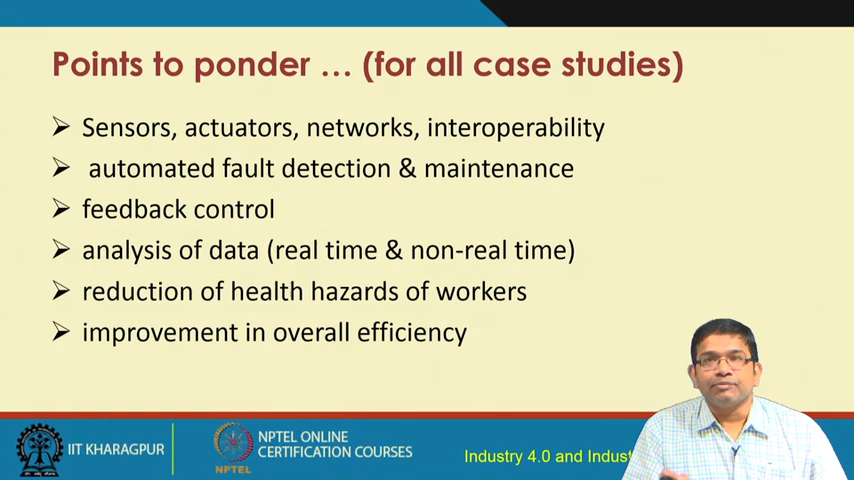 Points to ponder … (for all case studies)
➢ Sensors, actuators, networks, interoperability
➢ automated fault detection & maintenance
➢ feedback control
➢ analysis of data (real time & non-real time)
➢ reduction of health hazards of workers
➢ improvement in overall efficiency
IIT KHARAGPUR
NPTEL
NPTEL ONLINE
CERTIFICATION COURSES
Industry 4.0 and Indust